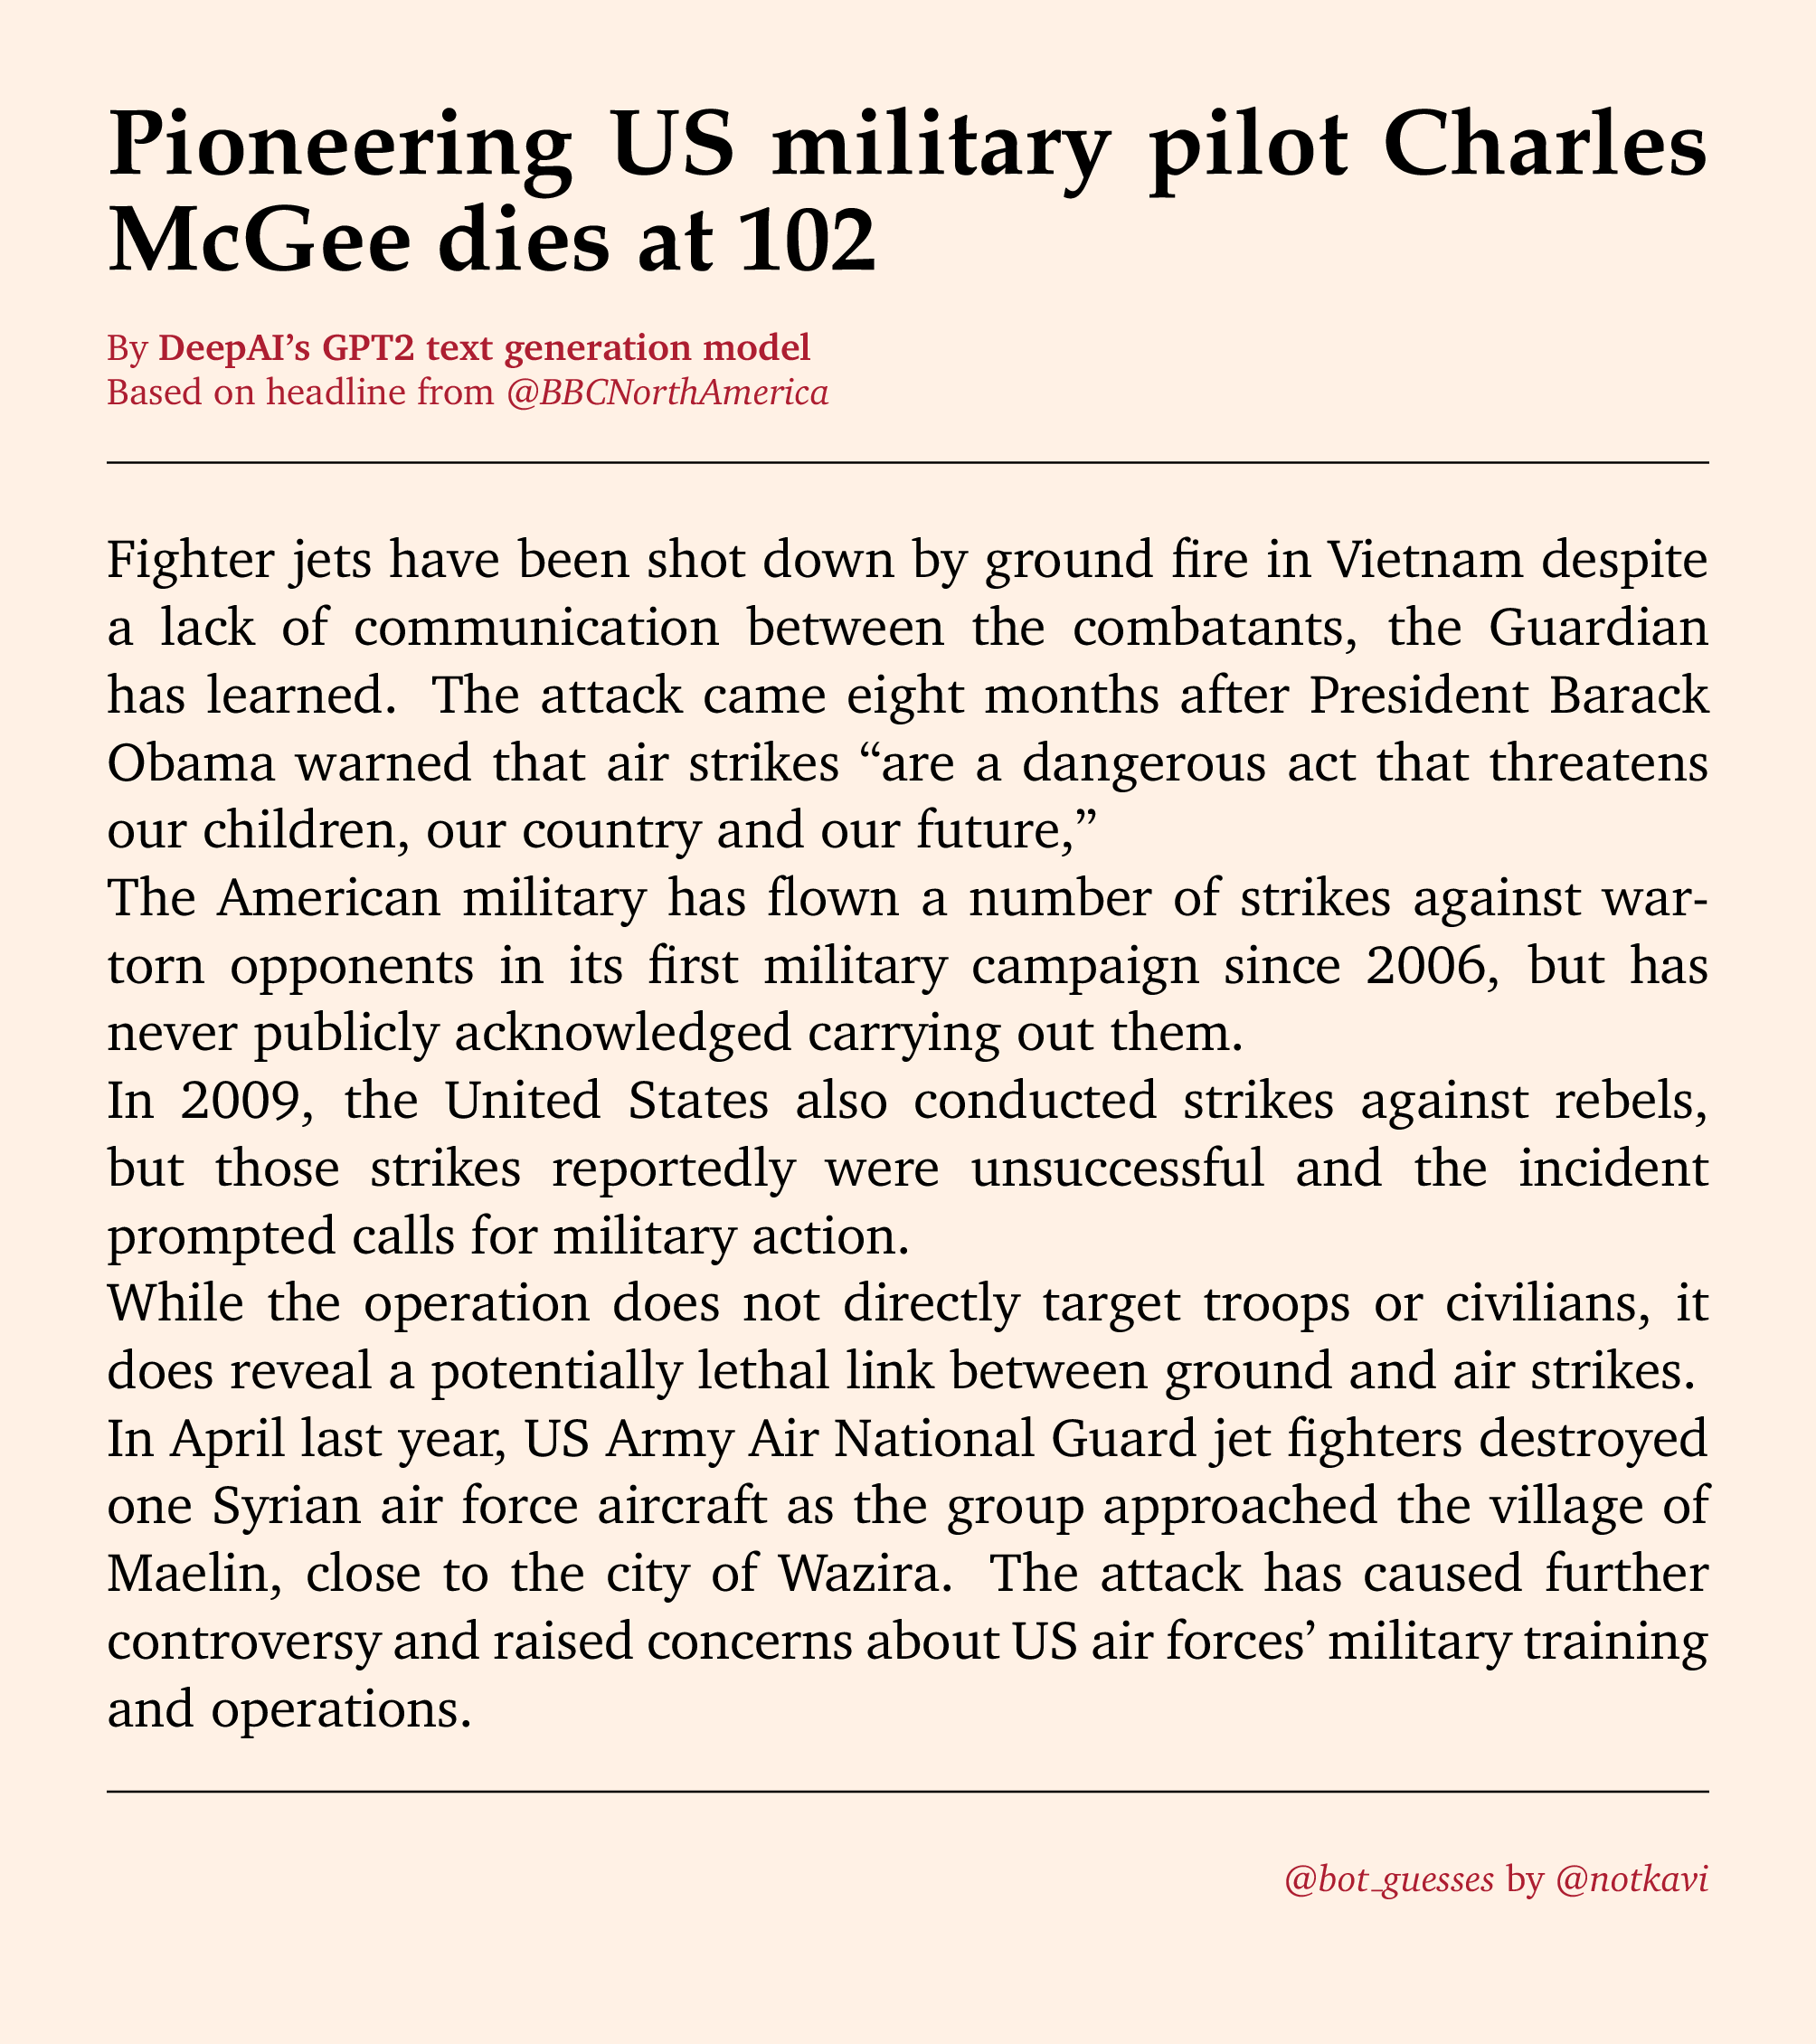 Pioneering US military pilot Charles
McGee dies at 102
By DeepAI’s GPT2 text generation model
Based on headline from @BBCNorthAmerica
Fighter jets have been shot down by ground fire in Vietnam despite
a lack of communication between the combatants, the Guardian
has learned. The attack came eight months after President Barack
Obama warned that air strikes “are a dangerous act that threatens
our children, our country and our future,”
The American military has flown a number of strikes against war-
torn opponents in its first military campaign since 2006, but has
never publicly acknowledged carrying out them.
In 2009, the United States also conducted strikes against rebels,
but those strikes reportedly were unsuccessful and the incident
prompted calls for military action.
While the operation does not directly target troops or civilians, it
does reveal a potentially lethal link between ground and air strikes.
In April last year, US Army Air National Guard jet fighters destroyed
one Syrian air force aircraft as the group approached the village of
Maelin, close to the city of Wazira. The attack has caused further
controversy and raised concerns about US air forces’ military training
and operations.
@bot_guesses by @notkavi